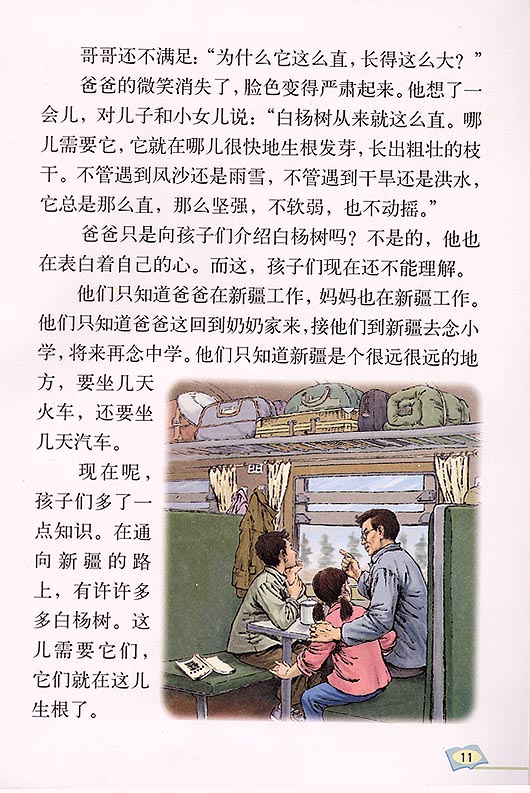 哥哥还不满足：“为什么它这么直，长得这么大？”
爸爸的微笑消失了，脸色变得严肃起来。他想了一
会儿，对儿子和小女儿说：“白杨树从来就这么直。哪
儿需要它，它就在哪儿很快地生根发芽，长出粗壮的枝
干。不管遇到风沙还是雨雪，不管遇到干旱还是洪水，
它总是那么直，那么坚强，不软弱，也不动摇。”
爸爸只是向孩子们介绍白杨树吗？不是的，他也
在表白着自己的心。而这，孩子们现在还不能理解。
他们只知道爸爸在新疆工作，妈妈也在新疆工作。
他们只知道爸爸这回到奶奶家来，接他们到新疆去念小
学，将来再念中学。他们只知道新疆是个很远很远的地
方，要坐几天
火车，还要坐
几天汽车。
现在呢，
孩子们多了一
点知识。在通
向新疆的路
上，有许许多
多白杨树。这
儿需要它们，
它们就在这儿
生根了。
11